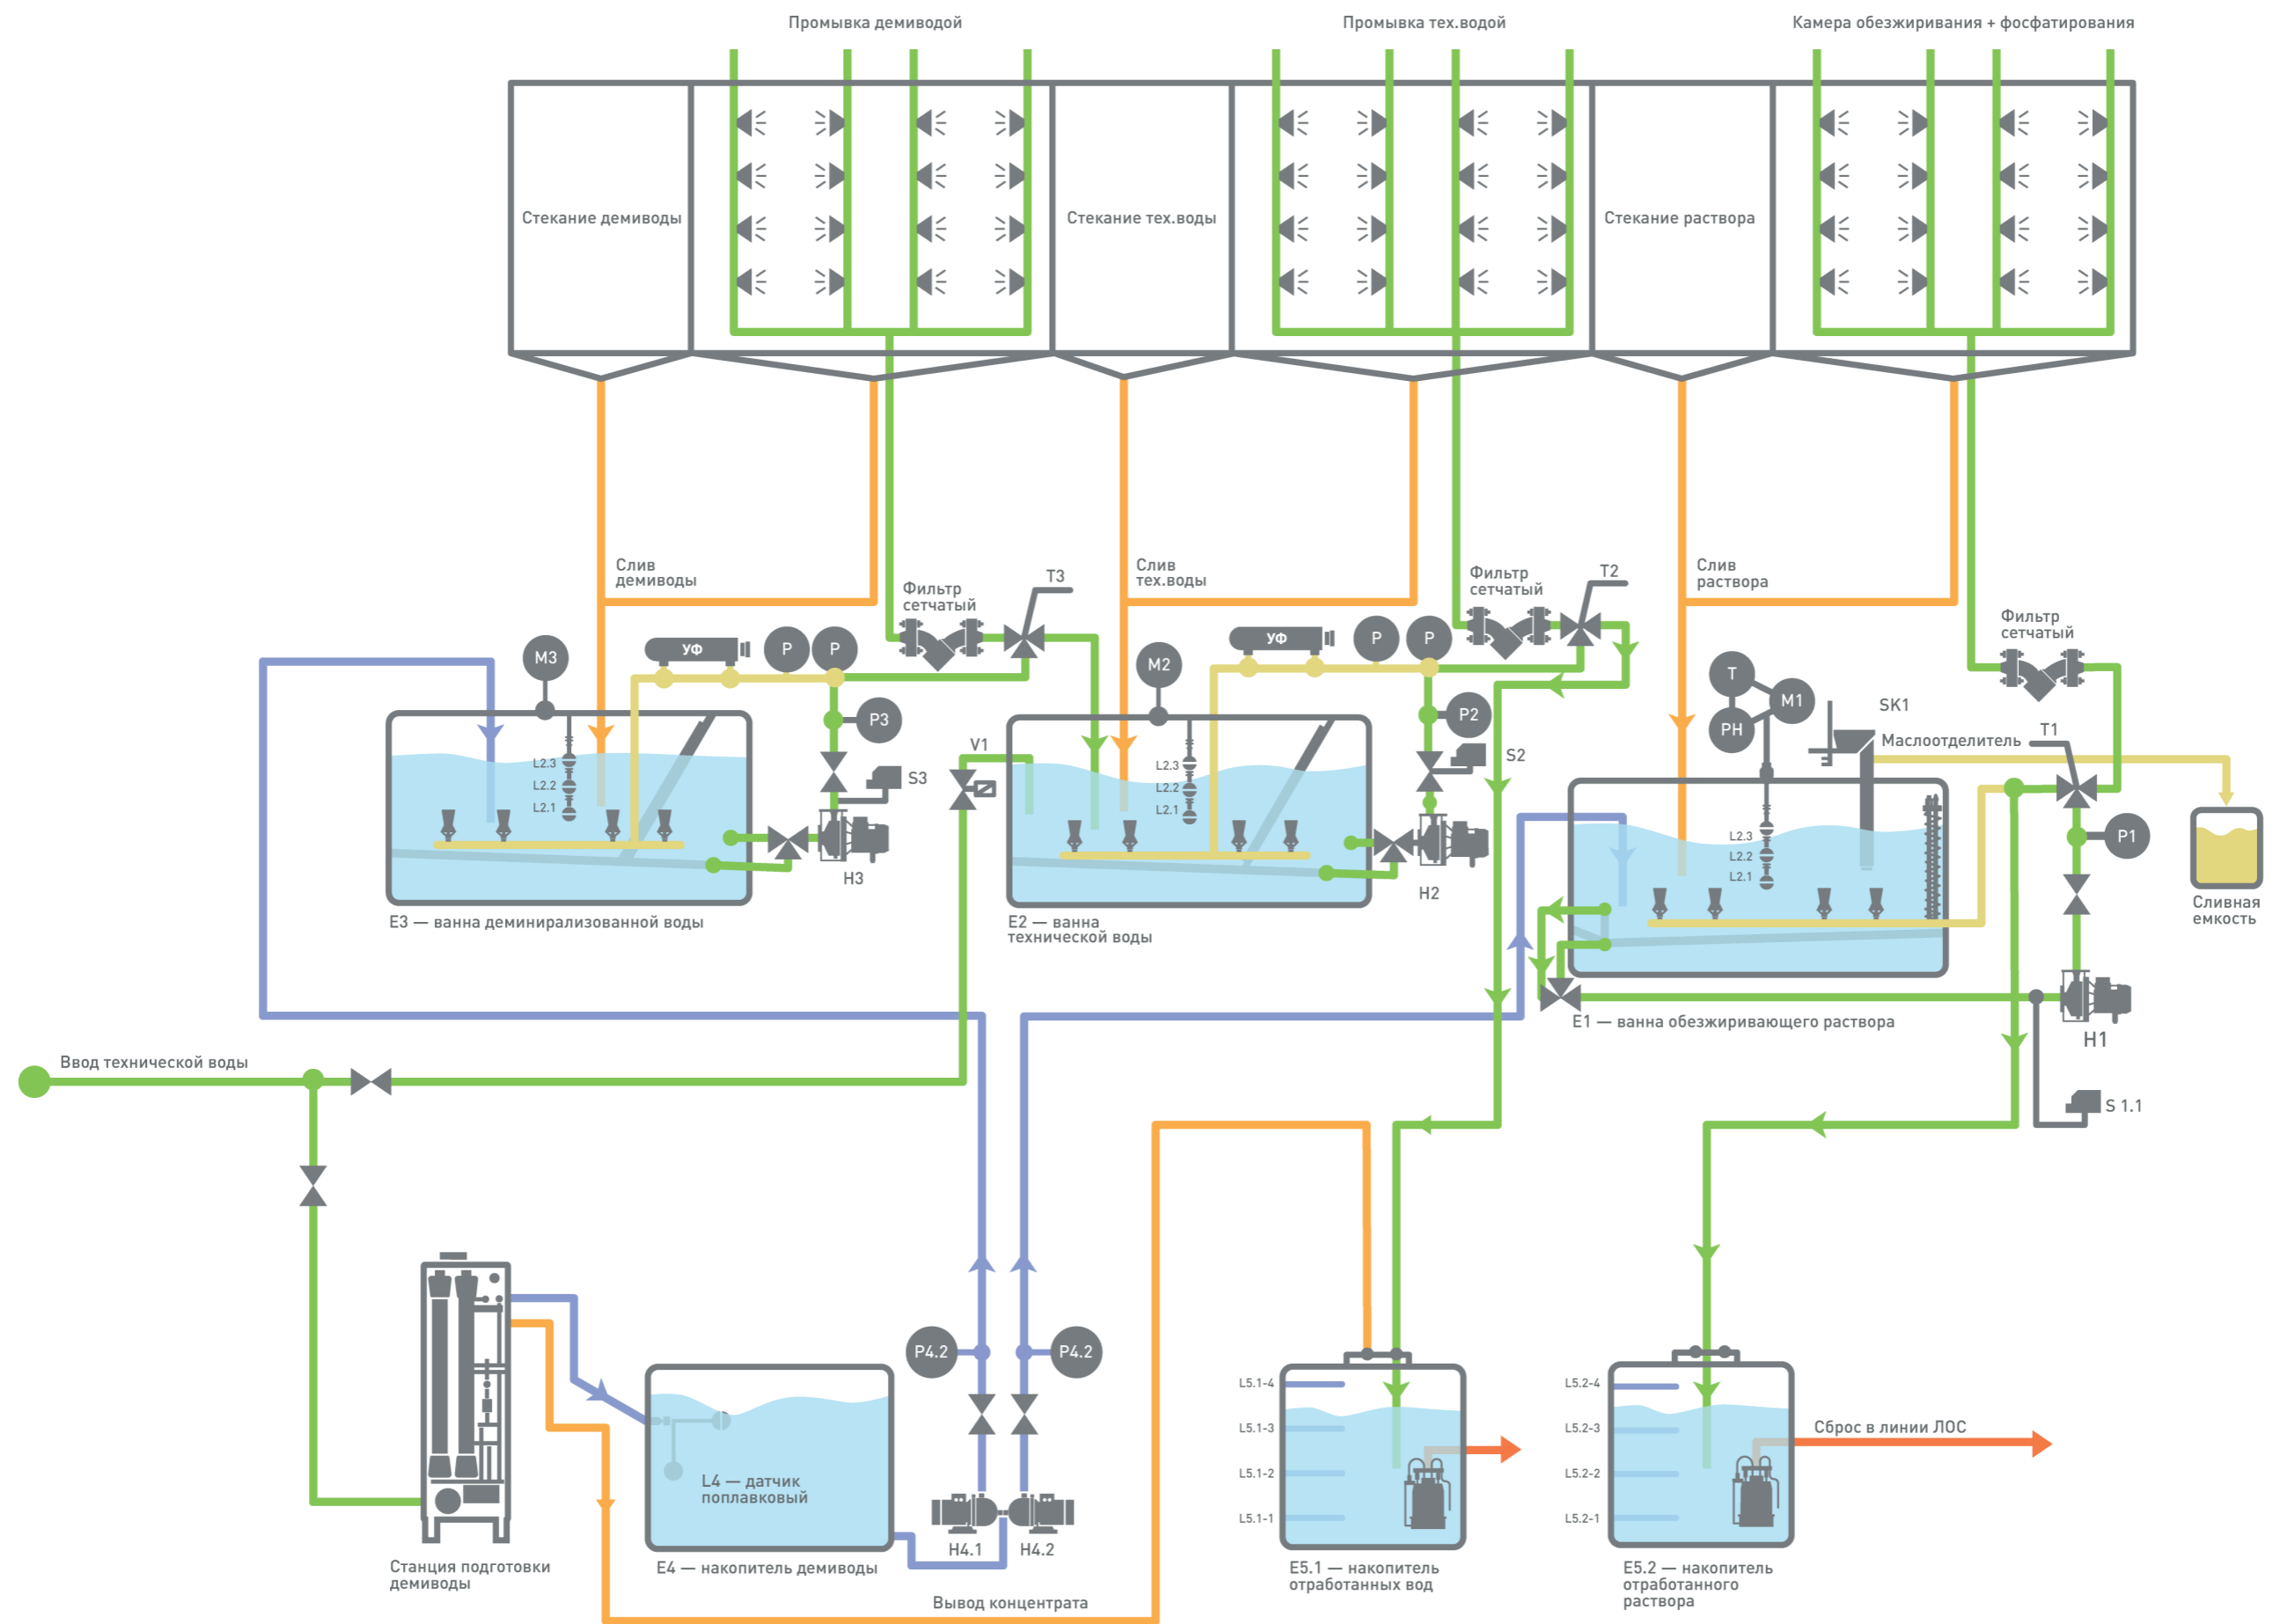 Промывка демиводой
Промывка тех.водой
Камера обезжиривания + фосфатирования
Стекание демиводы
Стекание тех.воды
Стекание раствора
Слив
демиводы
Фильтр
сетчатый
T3
Слив
тех.воды
Фильтр
сетчатый
T2
Слив
раствора
Фильтр
сетчатый
M3
УФ
P
P
M2
УФ
P
P
T
M1
PH
SK1
Маслоотделитель
T1
P3
S3
V1
P2
S2
P1
L2.3
L2.2
L2.1
L2.3
L2.2
L2.1
L2.3
L2.2
L2.1
H3
H2
E3 — ванна деминирализованной воды
E2 — ванна
технической воды
Сливная
емкость
E1 — ванна обезжиривающего раствора
H1
Ввод технической воды
S 1.1
P4.2
P4.2
L5.1-4
L5.1-3
L5.1-2
L5.1-1
L5.2-4
L5.2-3
L5.2-2
L5.2-1
Сброс в линии ЛОС
L4 — датчик
поплавковый
H4.1
H4.2
Станция подготовки
демиводы
E4 — накопитель демиводы
E5.1 — накопитель
отработанных вод
E5.2 — накопитель
отработанного
раствора
Вывод концентрата